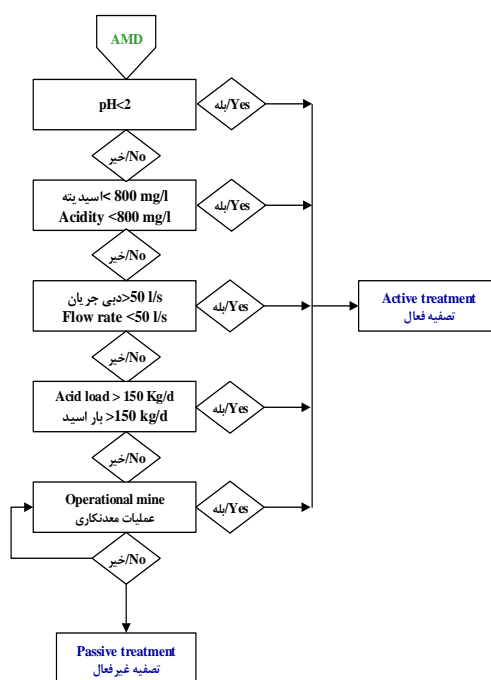 AMD
pH<2
بله/Yes
خیر/No
اسیدیته< 800 mg/l
Acidity <800 mg/l
بله/Yes
خیر/No
دبی جریان>50 l/s
Flow rate <50 l/s
بله/Yes
Active treatment
تصفیه فعال
خیر/No
Acid load > 150 Kg/d
بار اسید >150 kg/d
بله/Yes
خیر/No
Operational mine
عملیات معدنکاری
بله/Yes
خیر/No
Passive treatment
تصفیه غیرفعال